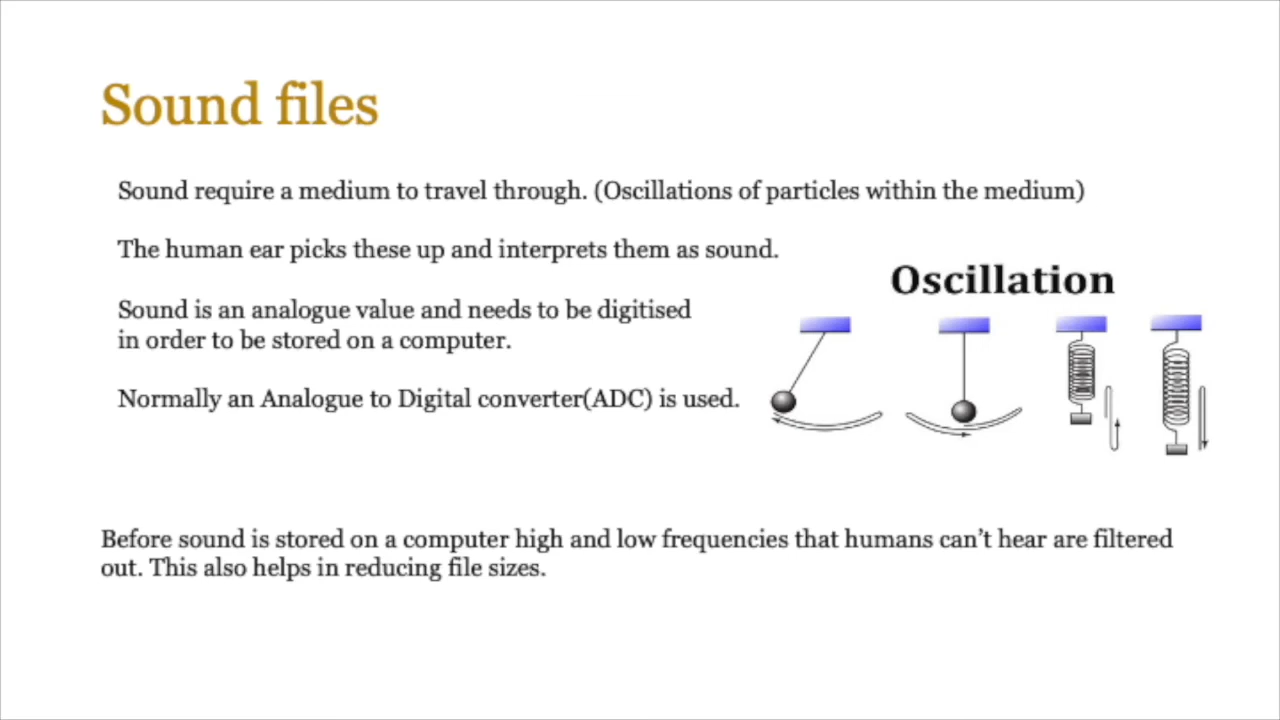 Sound files
Sound require a medium to travel through. (Oscillations of particles within the medium)
The human ear picks these up and interprets them as sound.
Oscillation
Sound is an analogue value and needs to be digitised
in order to be stored on a computer.
Normally an Analogue to Digital converter(ADC) is used.
Before sound is stored on a computer high and low frequencies that humans can’t hear are filtered
out. This also helps in reducing file sizes.